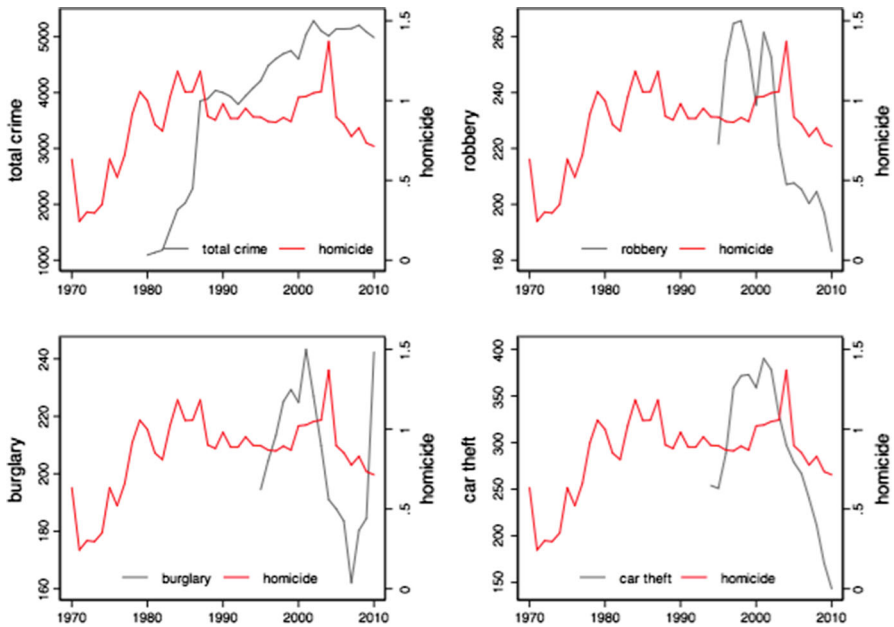 total crime
5000
4000
3000
2000
1000
1.5
1
.5
0
homicide
total crime homicide
1970 1980 1990 2000 2010
robbery
260
240
220
200
180
1.5
1
.5
0
homicide
robbery homicide
1970 1980 1990 2000 2010
burglary
240
220
200
180
160
1.5
1
.5
0
homicide
burglary homicide
1970 1980 1990 2000 2010
car theft
400
350
300
250
200
150
1.5
1
.5
0
homicide
car theft homicide
1970 1980 1990 2000 2010